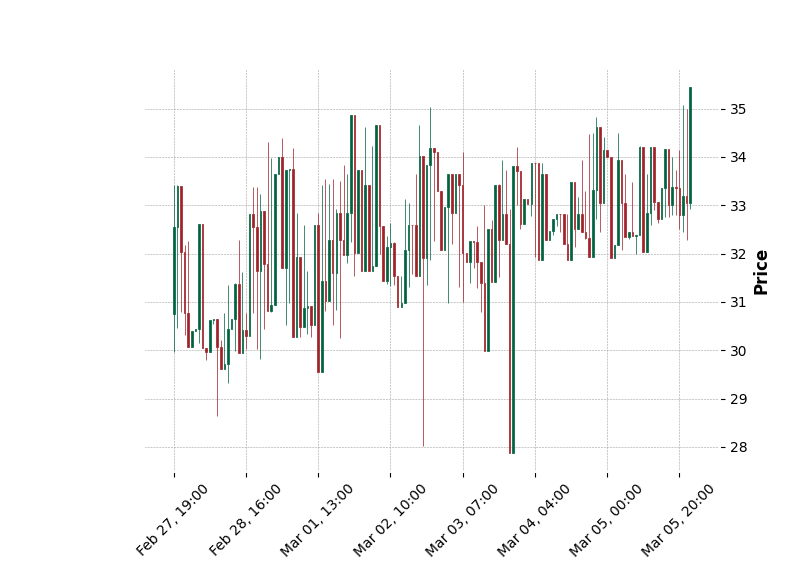 35
34
33
32
31
30
29
28
Price
Feb 27, 19:00
Feb 28, 16:00
Mar 01, 13:00
Mar 02, 10:00
Mar 03, 07:00
Mar 04, 04:00
Mar 05, 00:00
Mar 05, 20:00